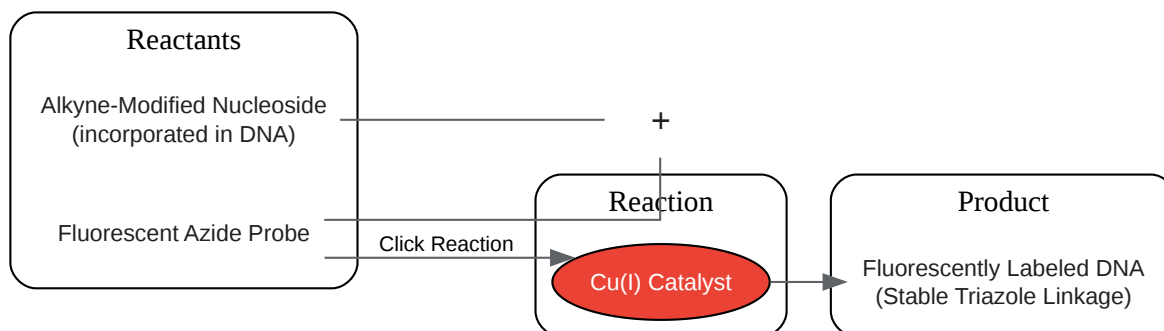 Reactants
Alkyne-Modified Nucleoside
(incorporated in DNA)
+
Fluorescent Azide Probe
Click Reaction
Reaction
Cu(I) Catalyst
Product
Fluorescently Labeled DNA
(Stable Triazole Linkage)